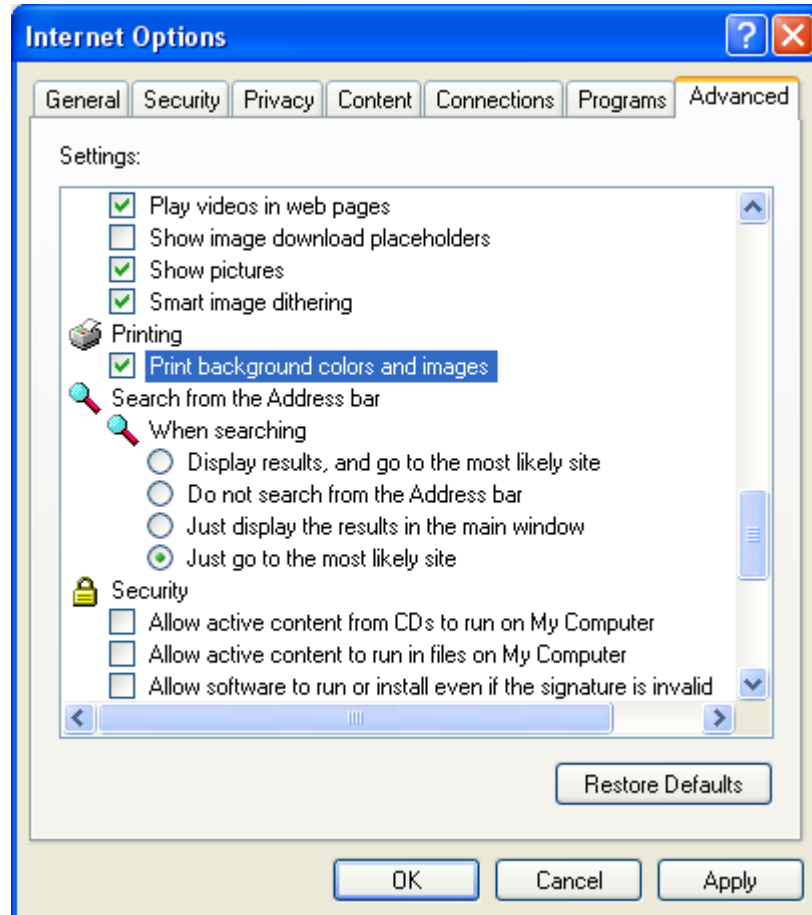 Internet Options
General Security Privacy Content Connections Programs Advanced
Settings:
Play videos in web pages
Show image download placeholders
Show pictures
Smart image dithering
Printing
Print background colors and images
Search from the Address bar
When searching
Display results, and go to the most likely site
Do not search from the Address bar
Just display the results in the main window
Just go to the most likely site
Security
Allow active content from CDs to run on My Computer
Allow active content to run in files on My Computer
Allow software to run or install even if the signature is invalid
Restore Defaults
OK Cancel Apply